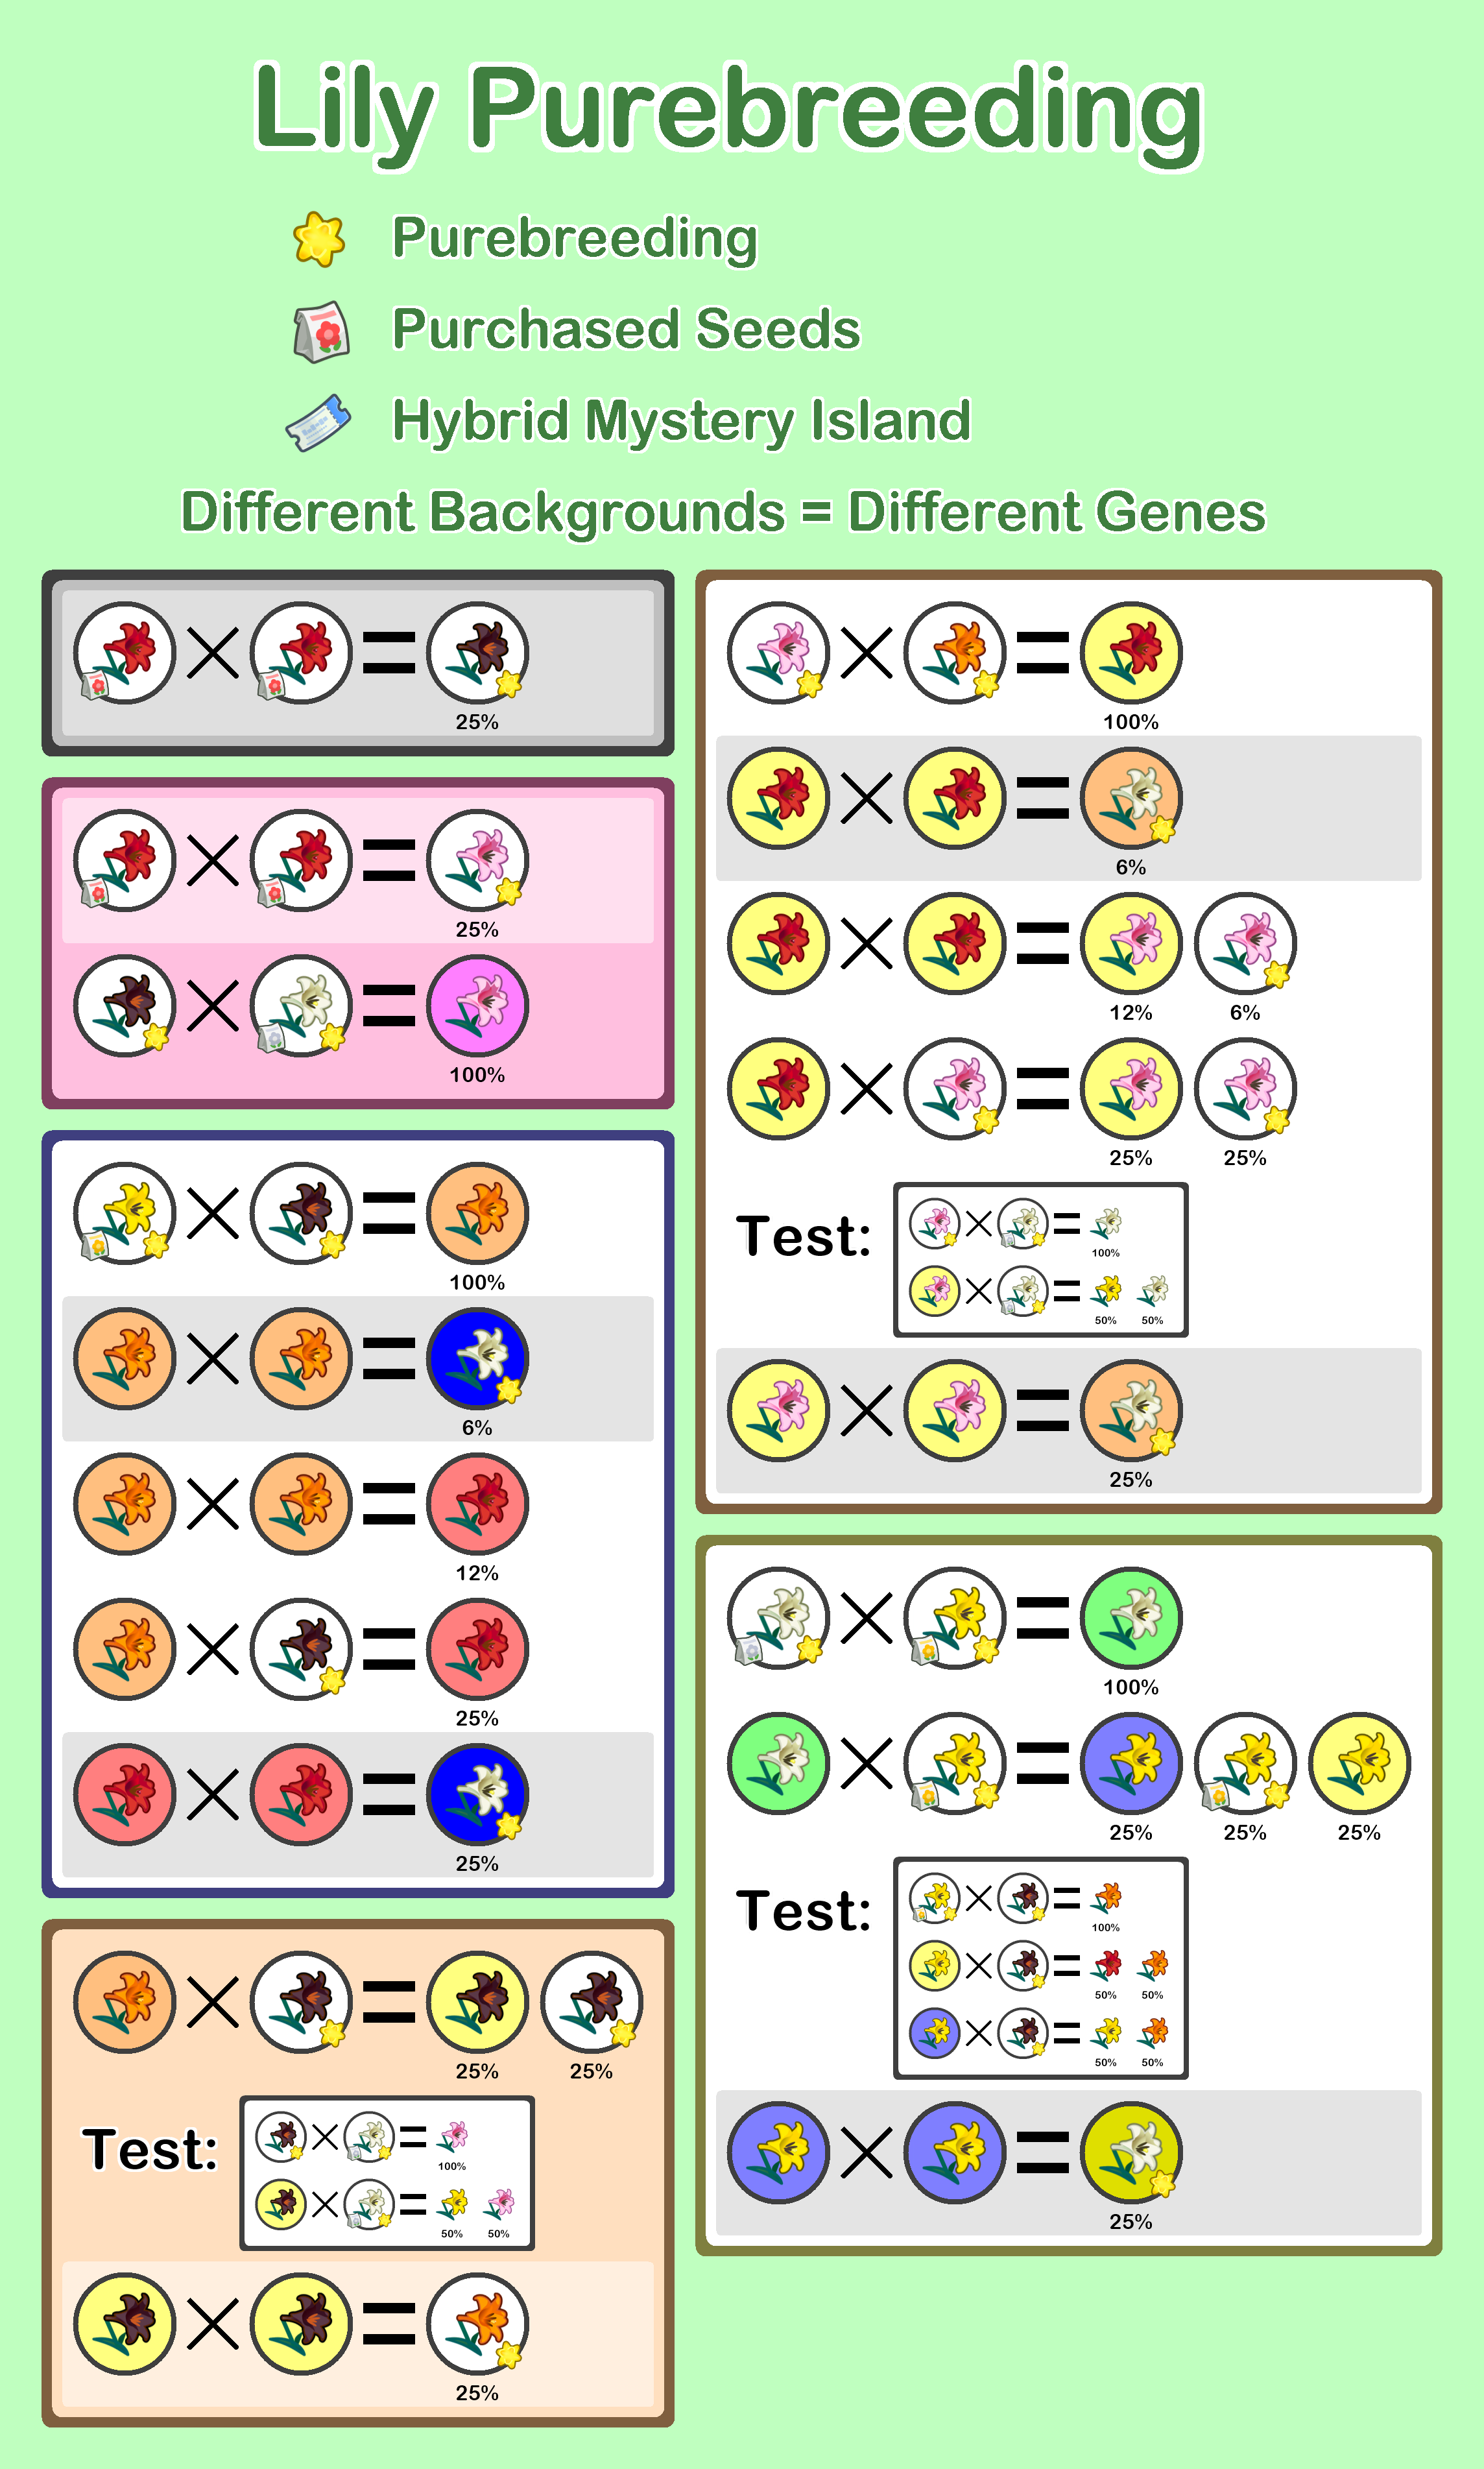 Lily Purebreeding
Purebreeding
Purchased Seeds
Hybrid Mystery Island
Different Backgrounds = Different Genes
25%
25%
100%
100%
6%
12%
25%
25%
25% 25%
Test:
100%
50% 50%
25%
100%
6%
12% 6%
25% 25%
Test:
100%
50% 50%
25%
100%
25% 25% 25%
Test:
100%
50% 50%
50% 50%
25%